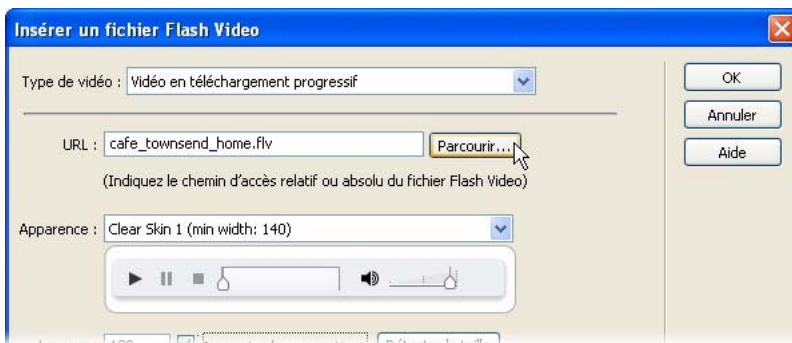 Insérer un fichier Flash Video
Type de vidéo : Vidéo en téléchargement progressif
OK
Annuler
URL : cafe_townsend_home.flv Parcourir...
Aide
(Indiquez le chemin d'accès relatif ou absolu du fichier Flash Video)
Apparence : Clear Skin 1 (min width: 140)